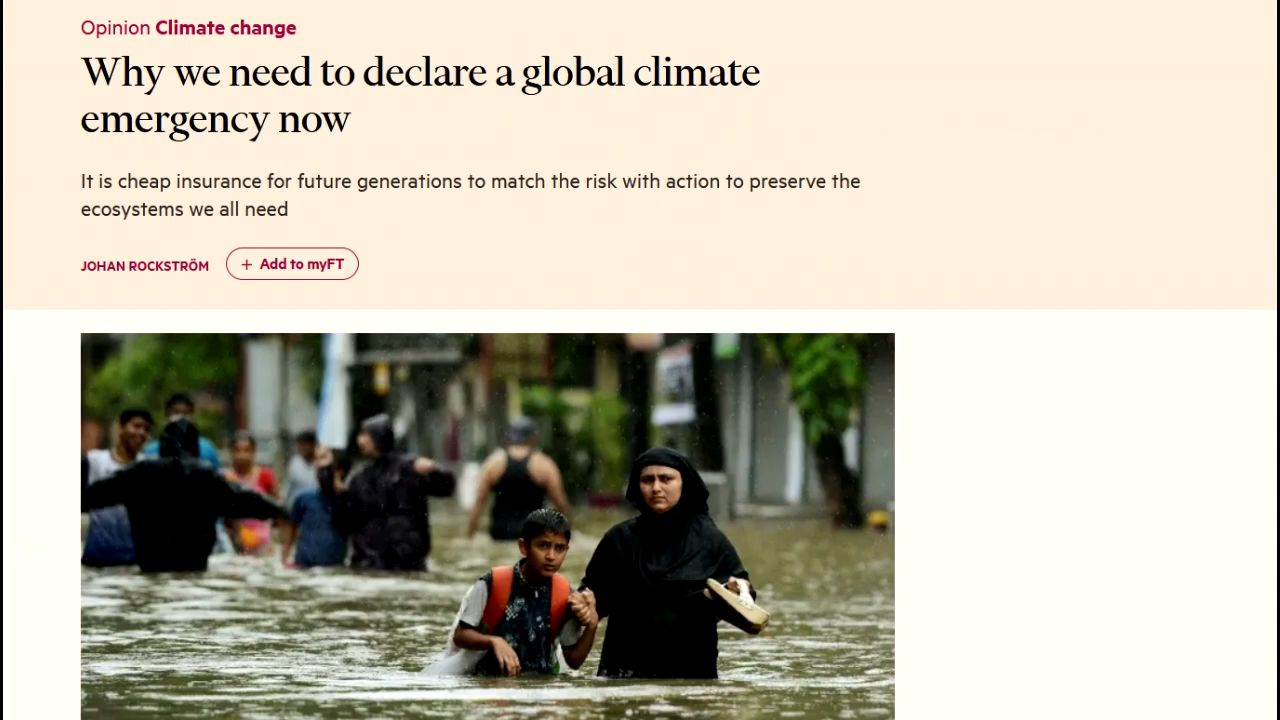 Opinion Climate change
Why we need to declare a global climate
emergency now
It is cheap insurance for future generations to match the risk with action to preserve the
ecosystems we all need
JOHAN ROCKSTRÖM + Add to myFT